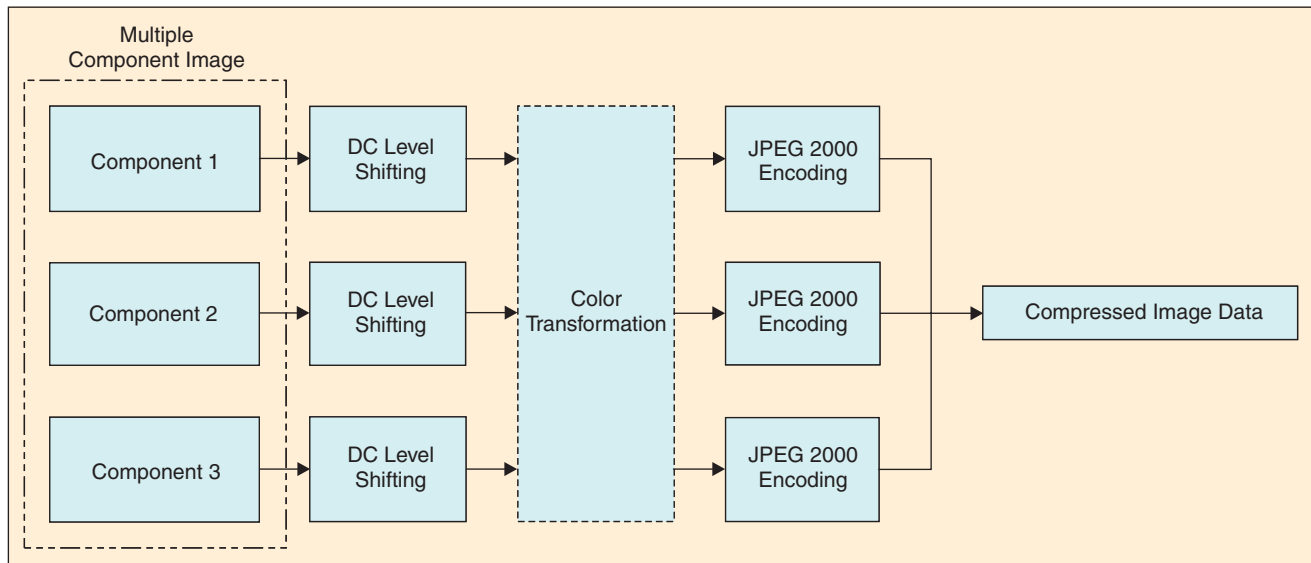 Multiple
Component Image
Component 1
DC Level
Shifting
JPEG 2000
Encoding
Component 2
DC Level
Shifting
Color
Transformation
JPEG 2000
Encoding
Compressed Image Data
Component 3
DC Level
Shifting
JPEG 2000
Encoding